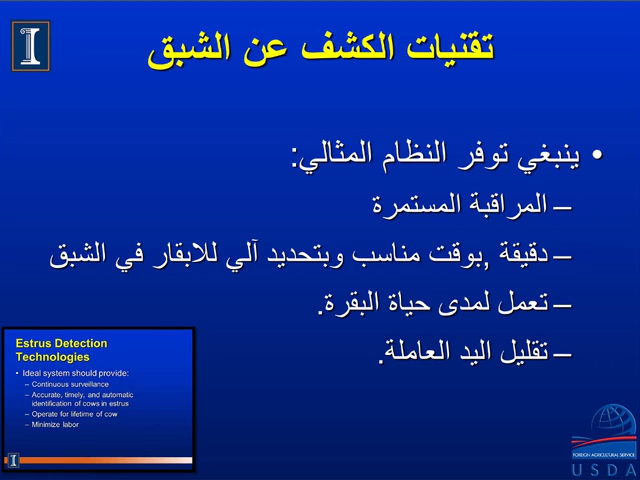 تقنيات الكشف عن الشبق
• ينبغي توفر النظام المثالي:
– المراقبة المستمرة
– دقيقة ,بوقت مناسب وبتحديد آلي للابقار في الشبق
– تعمل لمدى حياة البقرة.
– تقليل اليد العاملة.
Estrus Detection
Technologies
• Ideal system should provide:
– Continuous surveillance
– Accurate, timely, and automatic
identification of cows in estrus
– Operate for lifetime of cow
– Minimize labor
FOREIGN AGRICULTURAL SERVICE
USDA